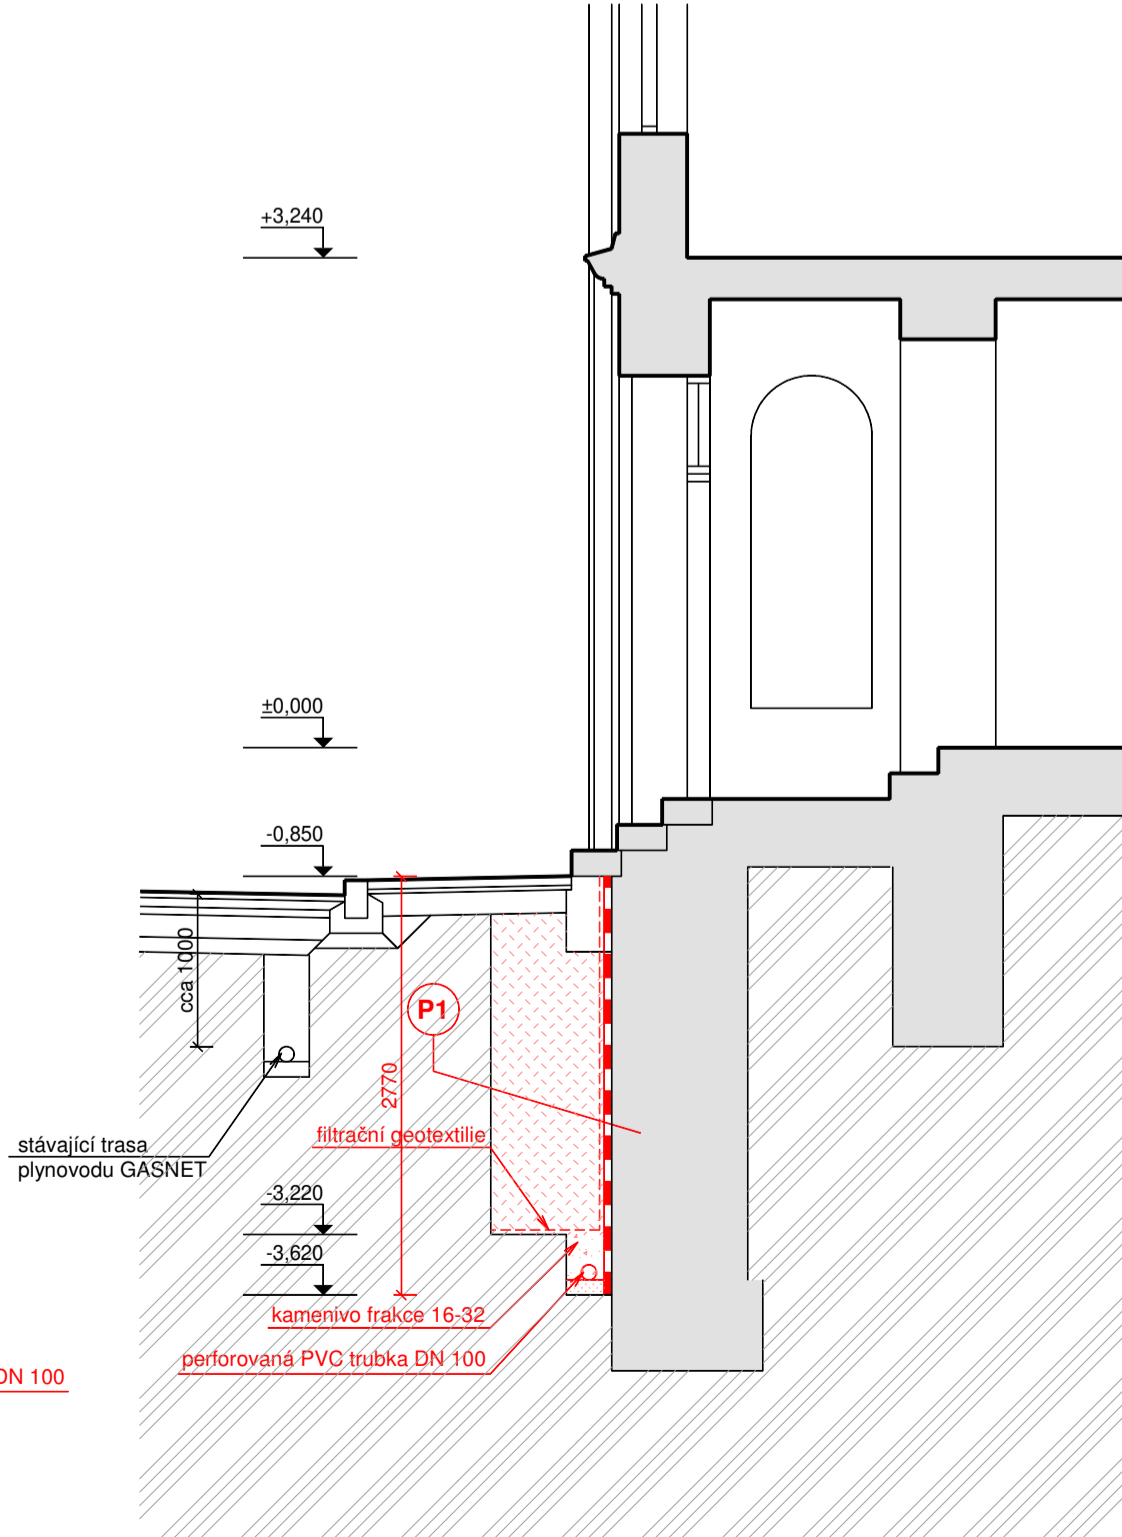 +3,240
±0,000
-0,850
cca 1000
P1
2770
filtrační geotextilie
stávající trasa
plynovodu GASNET
-3,220
-3,620
kamenivo frakce 16-32
perforovaná PVC trubka DN 100
DN 100